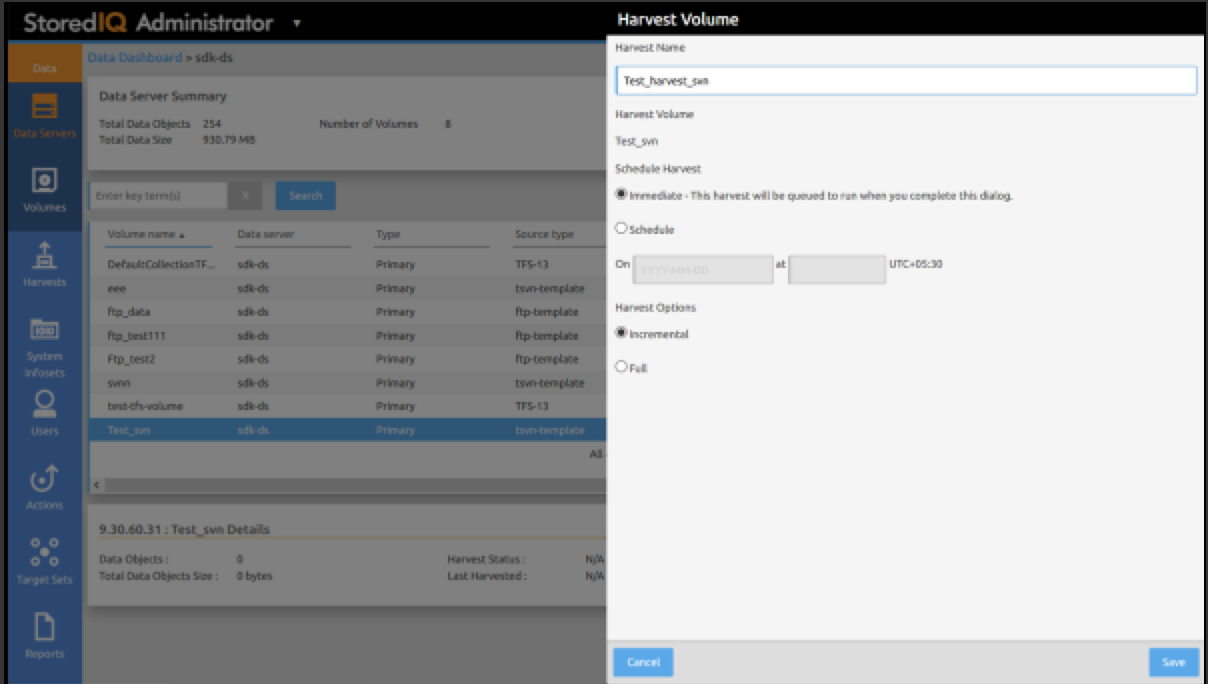 StoredIQ Administrator
Harvest Volume
Data
Data Servers
Volumes
Harvests
System
Infosets
Users
Actions
Target Sets
Reports
Data Dashboard > sdk-ds
Data Server Summary
Total Data Objects 254 Number of Volumes 8
Total Data Size 930.79 MB
Enter key term(s) X Search
Volume name Data server Type Source type
DefaultCollectionTF... sdk-ds Primary TFS-13
eee sdk-ds Primary tsvn-template
ftp_data sdk-ds Primary ftp-template
ftp_test111 sdk-ds Primary ftp-template
Ftp_test2 sdk-ds Primary ftp-template
svnn sdk-ds Primary tsvn-template
test-tfs-volume sdk-ds Primary TFS-13
Test_svn sdk-ds Primary tsvn-template
All
9.30.60.31 : Test_svn Details
Data Objects : 0 Harvest Status : N/A
Total Data Objects Size : 0 bytes Last Harvested : N/A
Harvest Name
Test_harvest_svn
Harvest Volume
Test_svn
Schedule Harvest
Immediate - This harvest will be queued to run when you complete this dialog.
Schedule
On YYYY-MM-DD at UTC+05:30
Harvest Options
Incremental
Full
Cancel Save